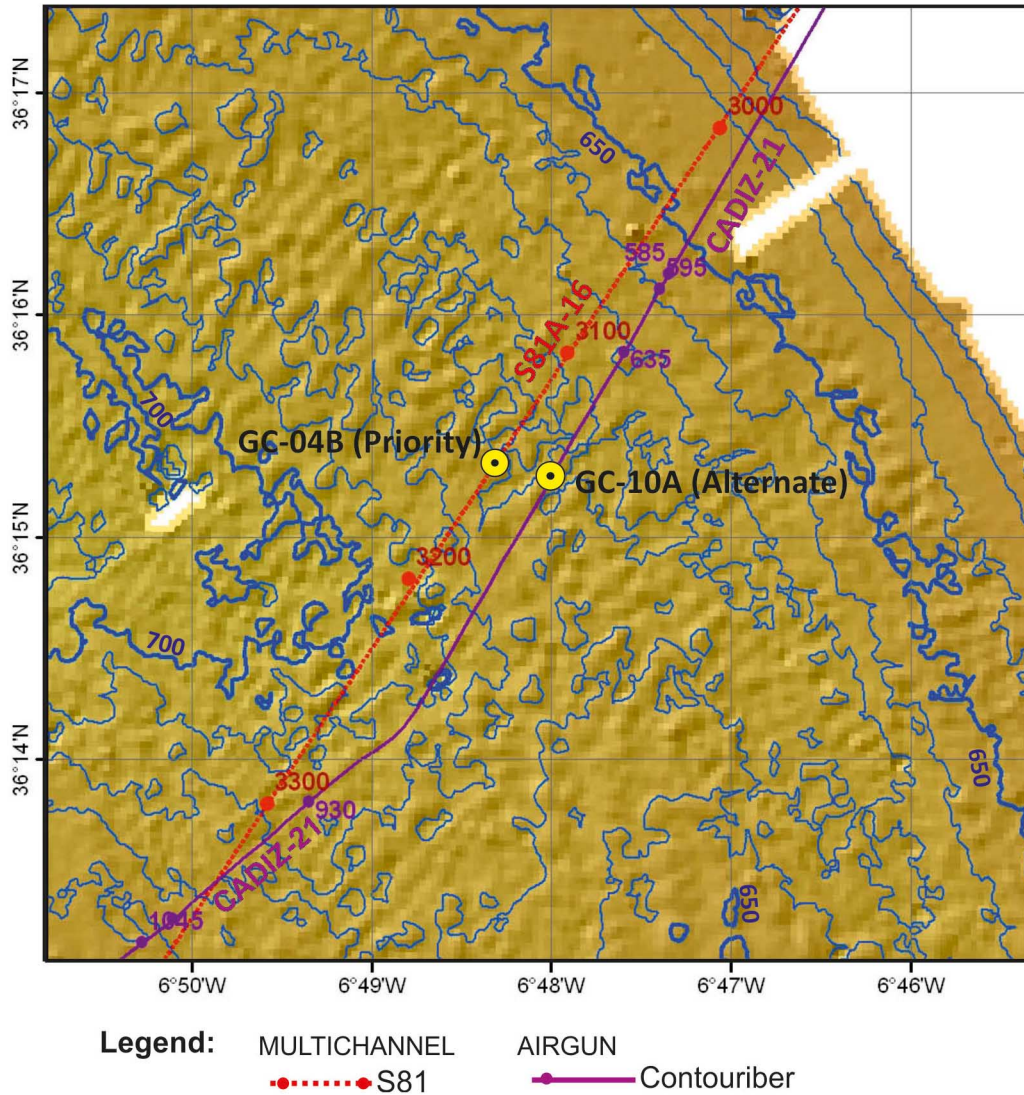 36°17'N
36°16'N
36°15'N
36°14'N
3000
650
CADIZ-21
585
595
S81A-16
3100
635
700
GC-04B (Priority)
GC-10A (Alternate)
3200
700
650
3300
930
CADIZ-21
650
1045
6°50'W
6°49'W
6°48'W
6°47'W
6°46'W
Legend:
MULTICHANNEL
AIRGUN
S81
Contouriber